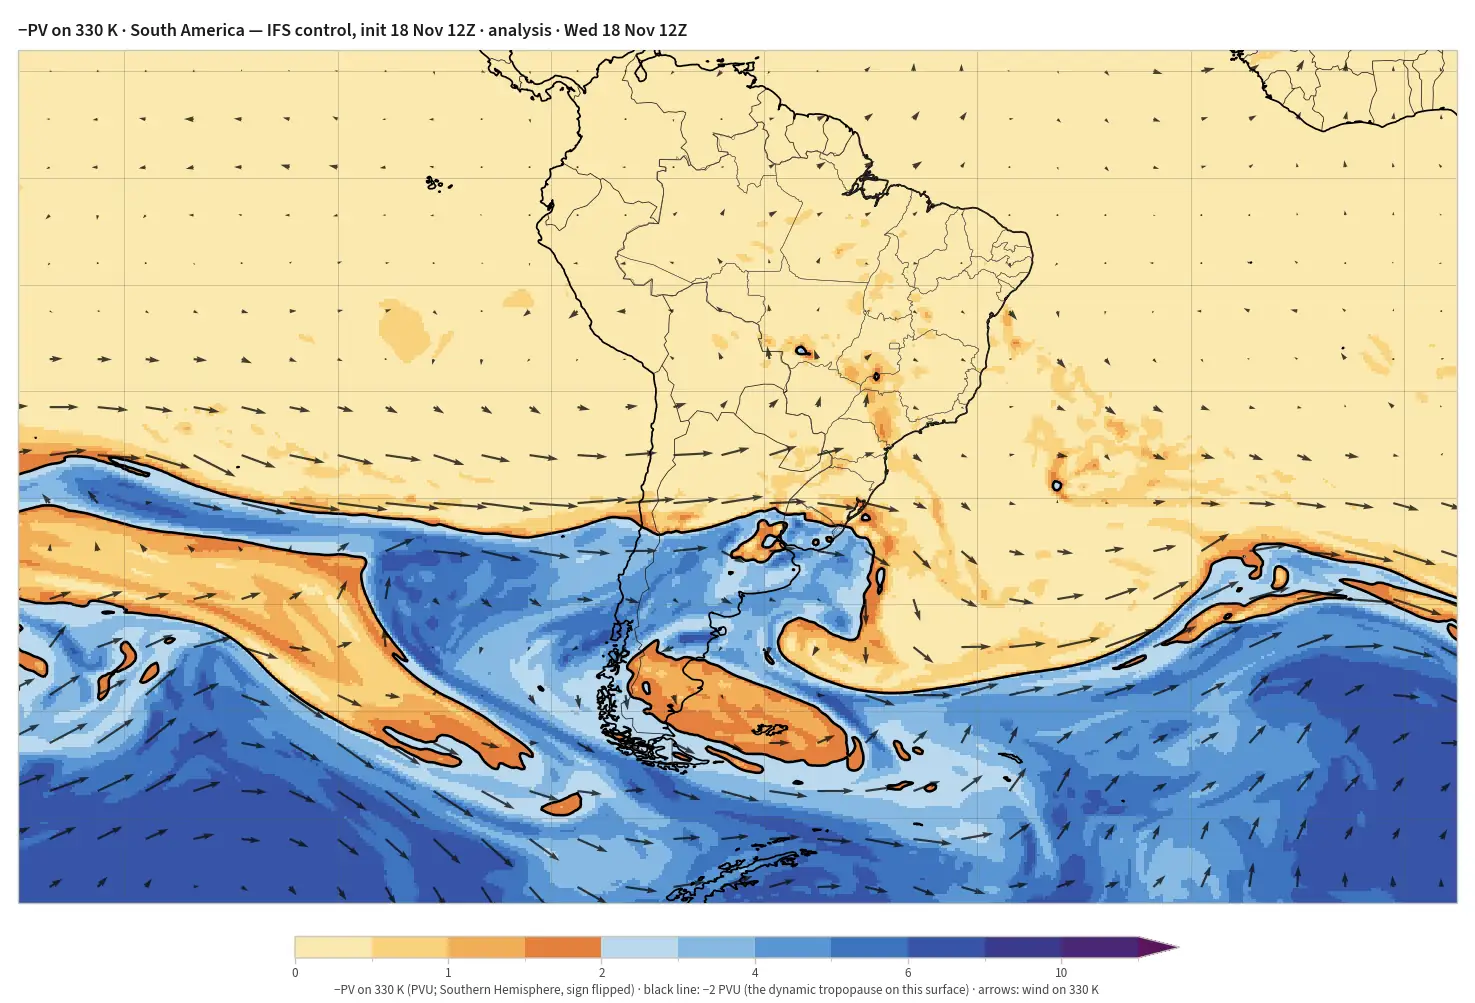 −PV on 330 K · South America — IFS control, init 18 Nov 12Z · analysis · Wed 18 Nov 12Z
0 1 2 4 6 10
−PV on 330 K (PVU; Southern Hemisphere, sign flipped) · black line: −2 PVU (the dynamic tropopause on this surface) · arrows: wind on 330 K